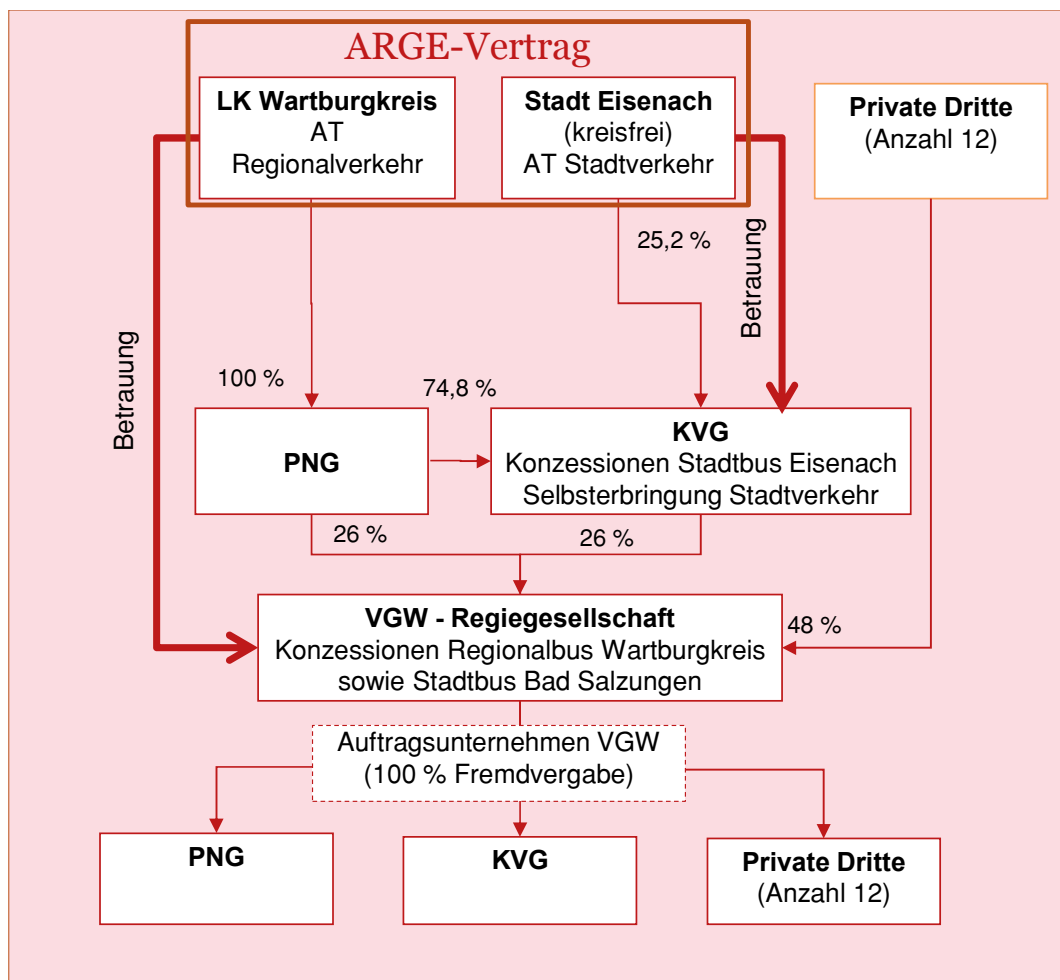 ARGE-Vertrag
LK Wartburgkreis
AT
Regionalverkehr
Stadt Eisenach
(kreisfrei)
AT Stadtverkehr
Private Dritte
(Anzahl 12)
25,2 %
Betrauung
Betrauung
100 %
74,8 %
PNG
KVG
Konzessionen Stadtbus Eisenach
Selbsterbringung Stadtverkehr
26 %
26 %
VGW - Regiegesellschaft
Konzessionen Regionalbus Wartburgkreis
sowie Stadtbus Bad Salzungen
48 %
Auftragsunternehmen VGW
(100 % Fremdvergabe)
PNG
KVG
Private Dritte
(Anzahl 12)